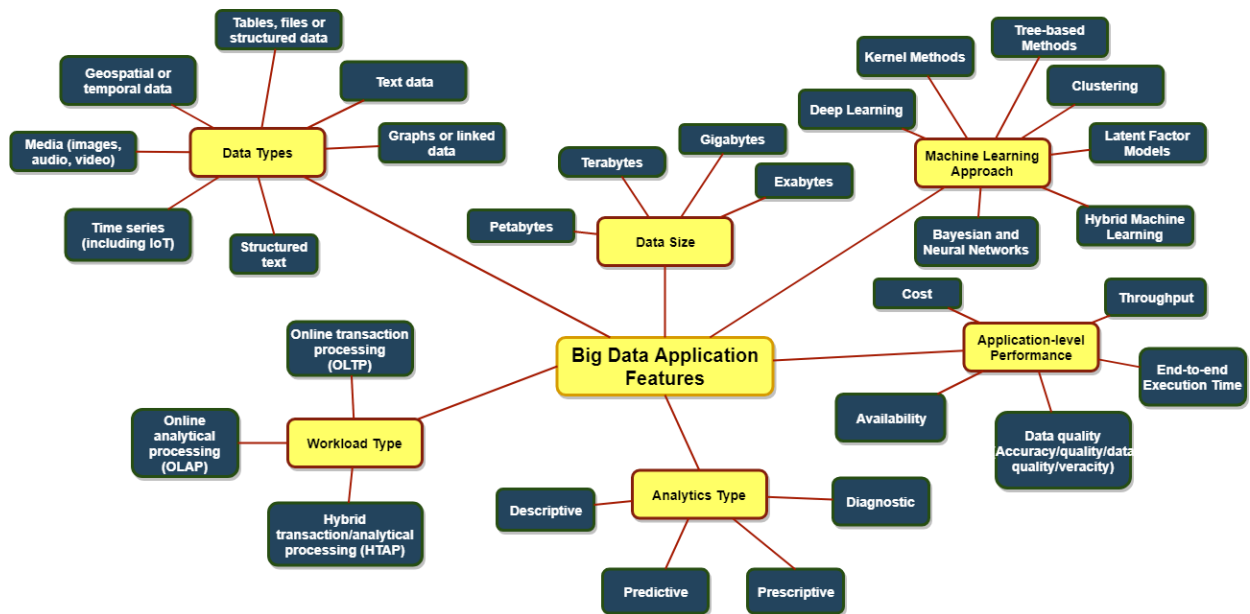 Tables, files or
structured data
Geospatial or
temporal data
Text data
Media (images,
audio, video)
Data Types
Graphs or linked
data
Time series
(including IoT)
Structured
text
Terabytes
Gigabytes
Exabytes
Petabytes
Data Size
Tree-based
Methods
Kernel Methods
Clustering
Deep Learning
Latent Factor
Models
Machine Learning
Approach
Hybrid Machine
Learning
Bayesian and
Neural Networks
Cost
Throughput
Application-level
Performance
End-to-end
Execution Time
Availability
Data quality
(Accuracy/quality/data
quality/veracity)
Big Data Application
Features
Online transaction
processing
(OLTP)
Online
analytical
processing
(OLAP)
Workload Type
Hybrid
transaction/analytical
processing (HTAP)
Analytics Type
Descriptive
Diagnostic
Predictive
Prescriptive